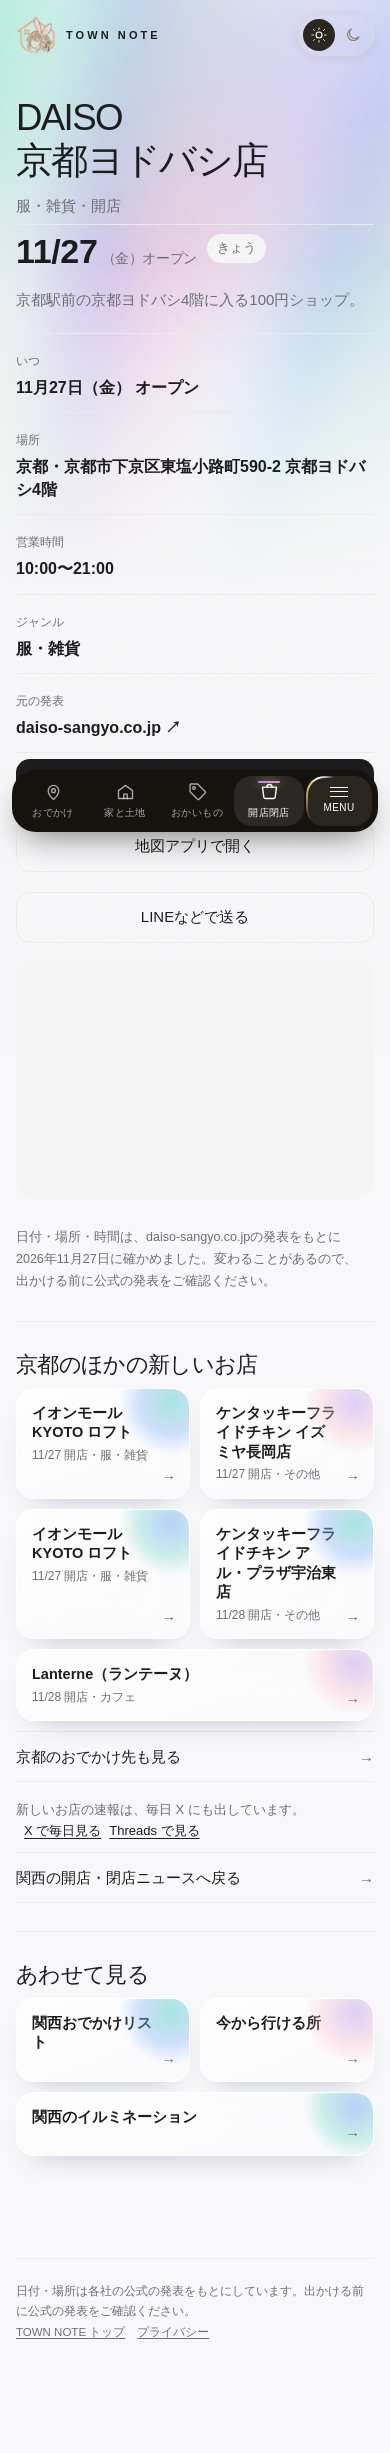 TOWN NOTE
DAISO
京都ヨドバシ店
服・雑貨・開店
11/27 （金）オープン きょう
京都駅前の京都ヨドバシ4階に入る100円ショップ。
いつ
11月27日（金） オープン
場所
京都・京都市下京区東塩小路町590-2 京都ヨドバ
シ4階
営業時間
10:00〜21:00
ジャンル
服・雑貨
元の発表
daiso-sangyo.co.jp ↗
おでかけ 家と土地 おかいもの 開店閉店 MENU
地図アプリで開く
LINEなどで送る
日付・場所・時間は、daiso-sangyo.co.jpの発表をもとに
2026年11月27日に確かめました。変わることがあるので、
出かける前に公式の発表をご確認ください。
京都のほかの新しいお店
イオンモール
KYOTO ロフト
11/27 開店・服・雑貨
→
ケンタッキーフラ
イドチキン イズ
ミヤ長岡店
11/27 開店・その他
→
イオンモール
KYOTO ロフト
11/27 開店・服・雑貨
→
ケンタッキーフラ
イドチキン ア
ル・プラザ宇治東
店
11/28 開店・その他
→
Lanterne（ランテーヌ）
11/28 開店・カフェ
→
京都のおでかけ先も見る →
新しいお店の速報は、毎日 X にも出しています。
X で毎日見る Threads で見る
関西の開店・閉店ニュースへ戻る →
あわせて見る
関西おでかけリス
ト
→
今から行ける所
→
関西のイルミネーション
→
日付・場所は各社の公式の発表をもとにしています。出かける前
に公式の発表をご確認ください。
TOWN NOTE トップ プライバシー